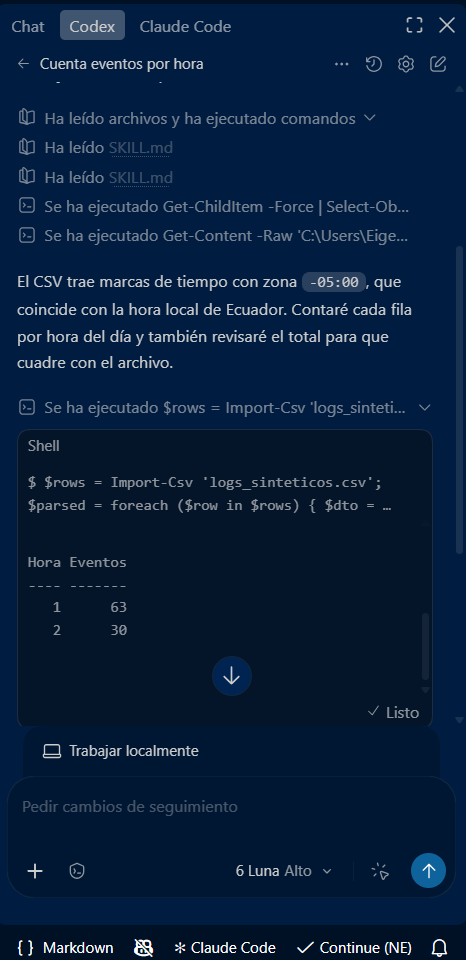 Chat Codex Claude Code
Cuenta eventos por hora
Ha leído archivos y ha ejecutado comandos
Ha leído SKILL.md
Ha leído SKILL.md
Se ha ejecutado Get-ChildItem -Force | Select-Ob...
Se ha ejecutado Get-Content -Raw 'C:\Users\Eige...
El CSV trae marcas de tiempo con zona -05:00, que
coincide con la hora local de Ecuador. Contaré cada fila
por hora del día y también revisaré el total para que
cuadre con el archivo.
Se ha ejecutado $rows = Import-Csv 'logs_sinteti...
Shell
$ $rows = Import-Csv 'logs_sinteticos.csv';
$parsed = foreach ($row in $rows) { $dto = …
Hora Eventos
---- -------
1 63
2 30
Listo
Trabajar localmente
Pedir cambios de seguimiento
6 Luna Alto
{ } Markdown Claude Code Continue (NE)